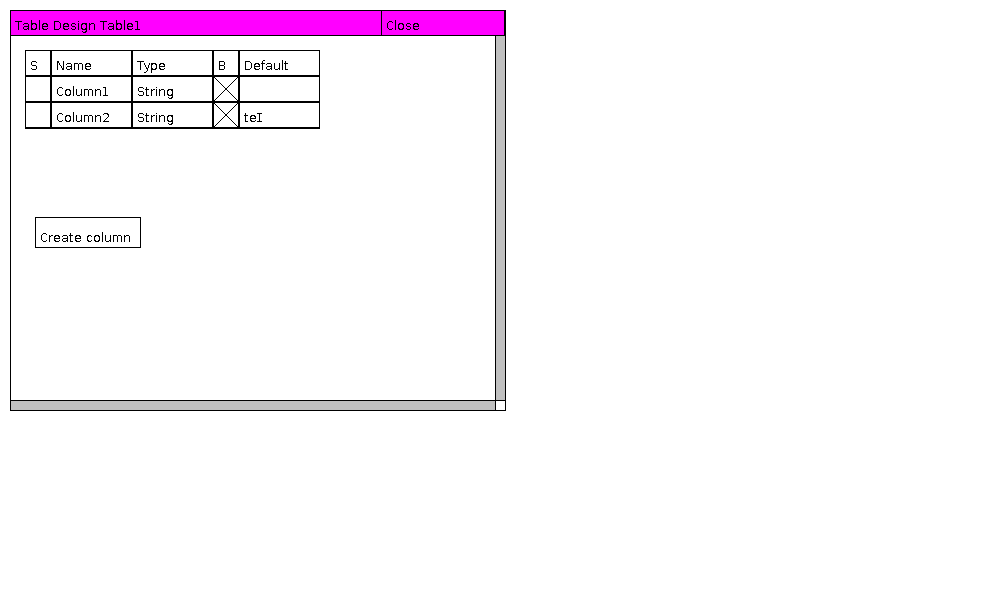 Table Design Table1 Close
S Name Type B Default
Column1 String
Column2 String teI
Create column